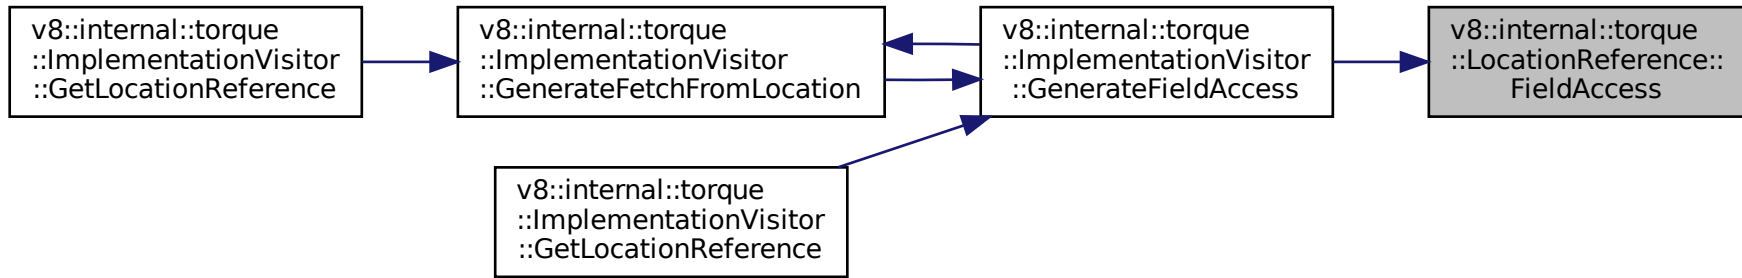 v8::internal::torque
::ImplementationVisitor
::GetLocationReference
v8::internal::torque
::ImplementationVisitor
::GenerateFetchFromLocation
v8::internal::torque
::ImplementationVisitor
::GenerateFieldAccess
v8::internal::torque
::LocationReference::
FieldAccess
v8::internal::torque
::ImplementationVisitor
::GetLocationReference